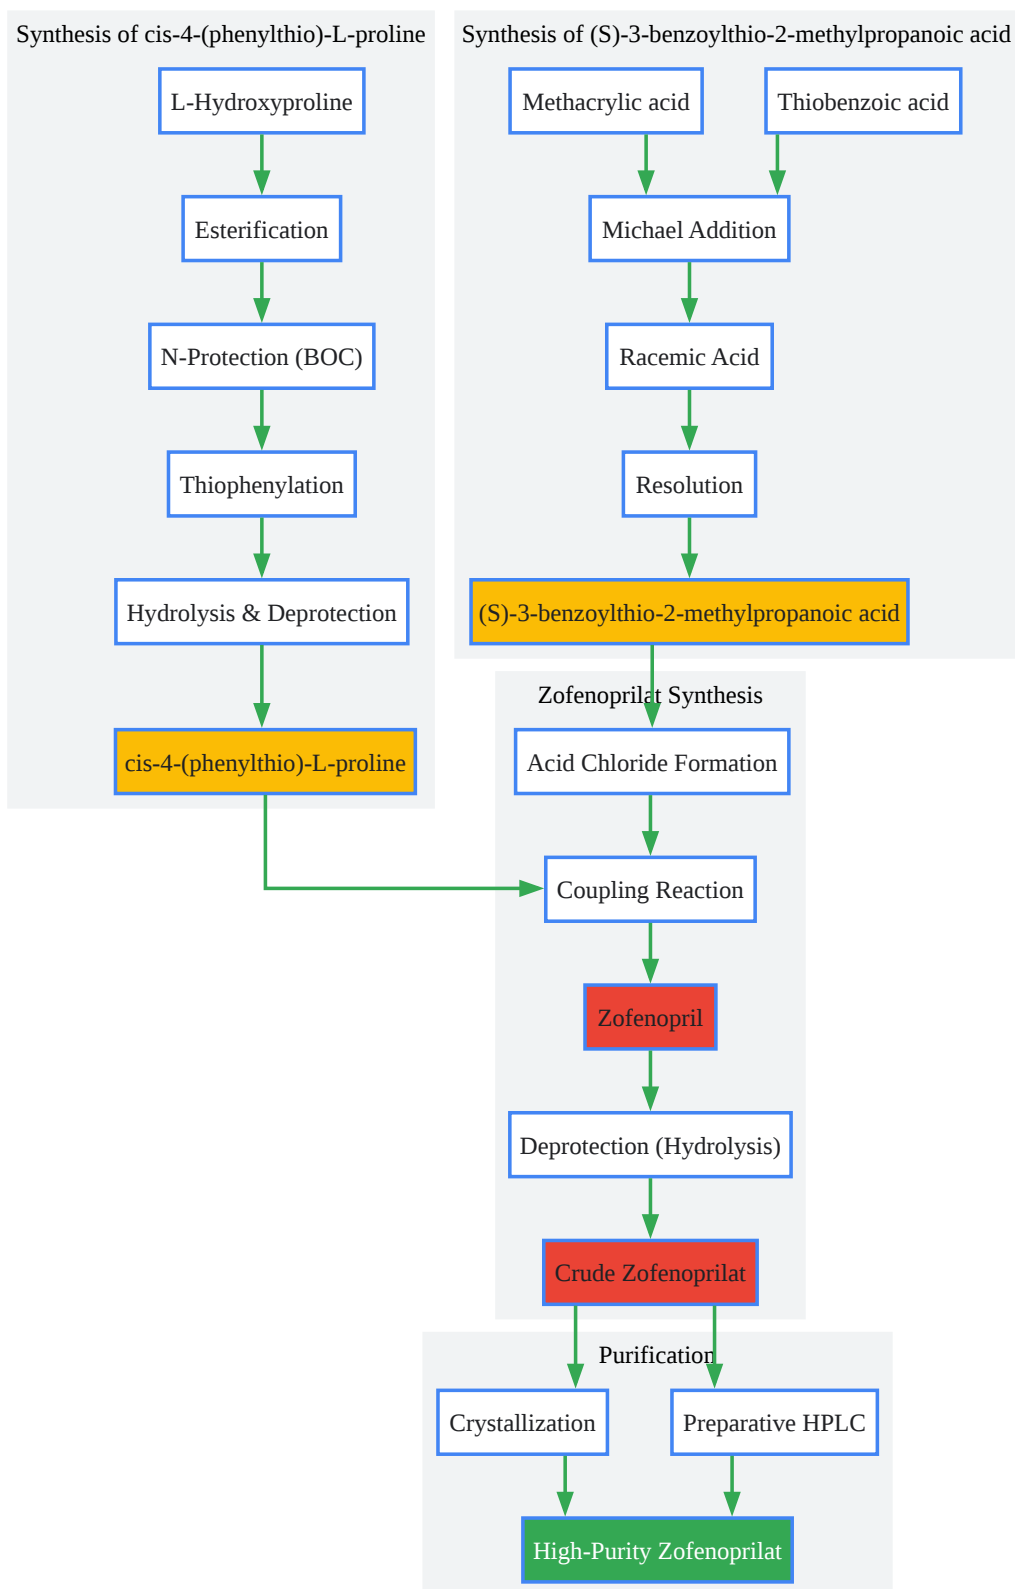 Synthesis of cis-4-(phenylthio)-L-proline
L-Hydroxyproline
Esterification
N-Protection (BOC)
Thiophenylation
Hydrolysis & Deprotection
cis-4-(phenylthio)-L-proline
Synthesis of (S)-3-benzoylthio-2-methylpropanoic acid
Methacrylic acid
Thiobenzoic acid
Michael Addition
Racemic Acid
Resolution
(S)-3-benzoylthio-2-methylpropanoic acid
Zofenoprilat Synthesis
Acid Chloride Formation
Coupling Reaction
Zofenopril
Deprotection (Hydrolysis)
Crude Zofenoprilat
Purification
Crystallization
Preparative HPLC
High-Purity Zofenoprilat